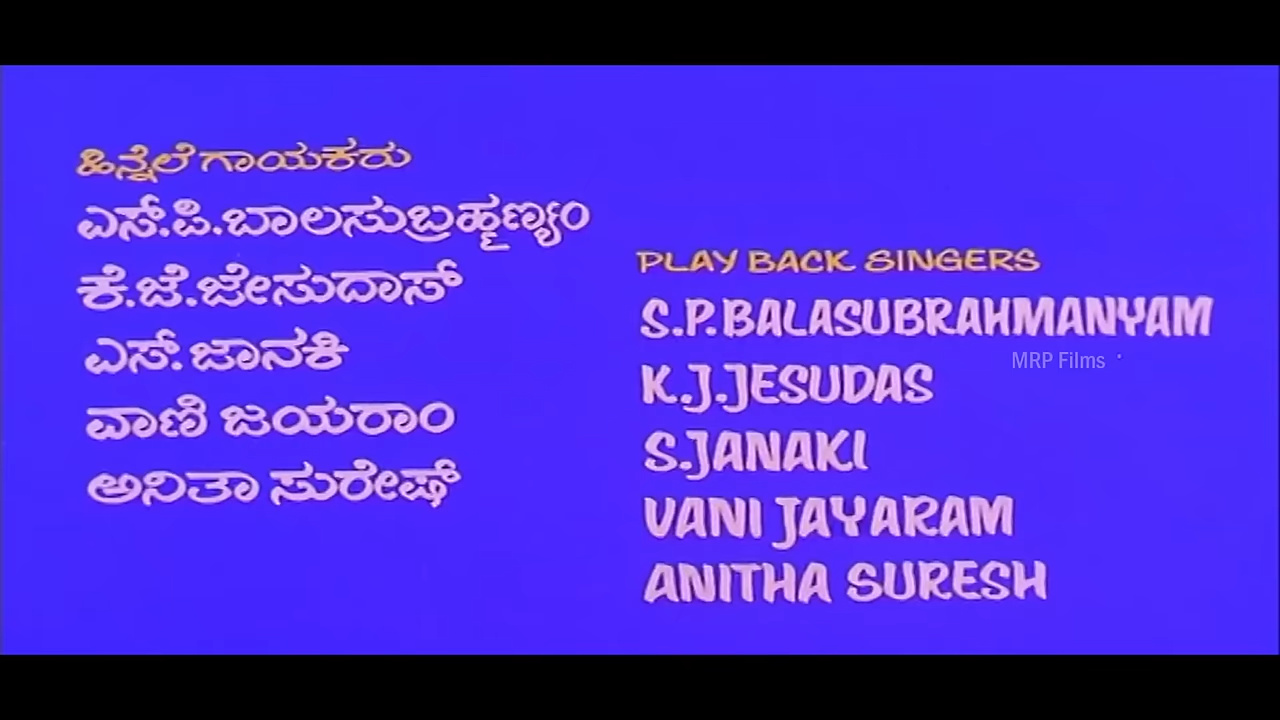 ಹಿನ್ನೆಲೆ ಗಾಯಕರು
ಎಸ್.ಪಿ.ಬಾಲಸುಬ್ರಹ್ಮಣ್ಯಂ
ಕೆ.ಜೆ.ಜೇಸುದಾಸ್
ಎಸ್.ಜಾನಕಿ
ವಾಣಿ ಜಯರಾಂ
ಅನಿತಾ ಸುರೇಷ್
PLAY BACK SINGERS
S.P.BALASUBRAHMANYAM
MRP Films
K.J.JESUDAS
S.JANAKI
VANI JAYARAM
ANITHA SURESH